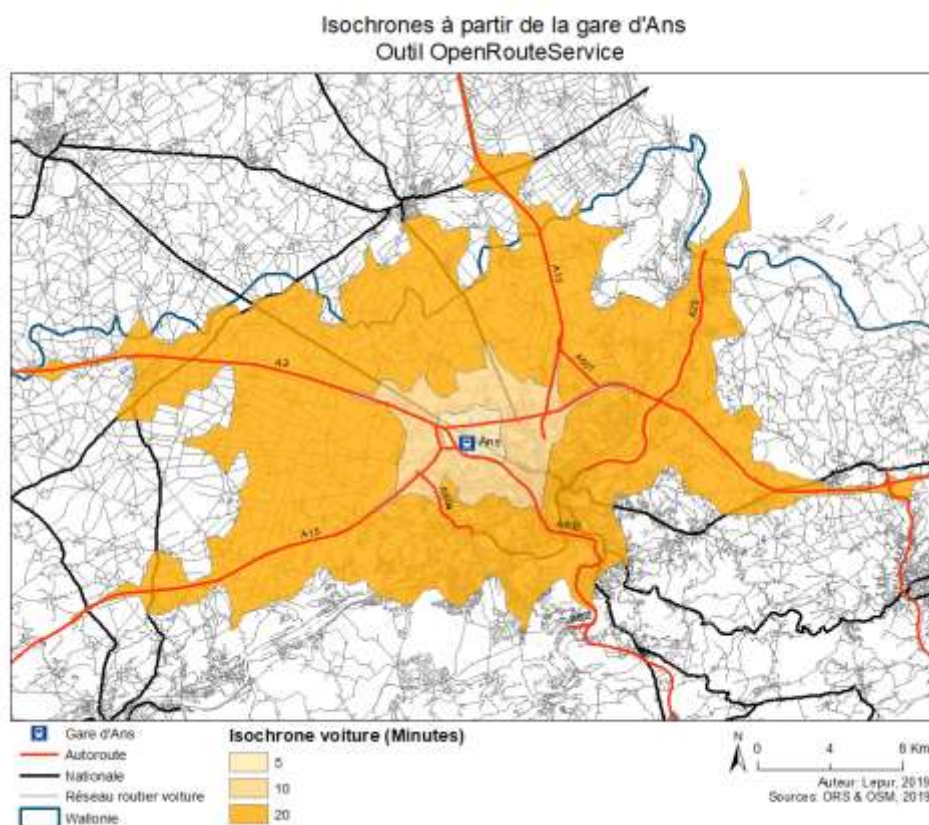 Isochrones à partir de la gare d'Ans
Outil OpenRouteService
A13
A25
A601
A3
Ans
A604
A15
A602
Gare d'Ans
Autoroute
Nationale
Réseau routier voiture
Wallonie
Isochrone voiture (Minutes)
5
10
20
N
0 4 8 Km
Auteur: Lepur, 2019
Sources: ORS & OSM, 2019